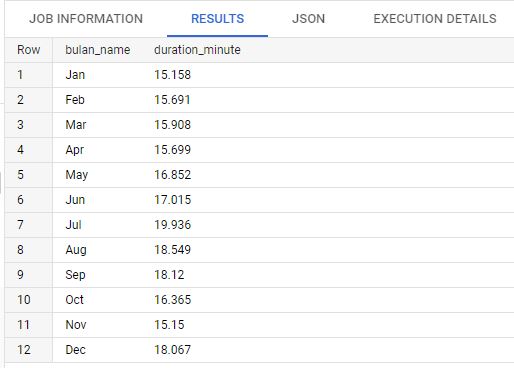 JOB INFORMATION RESULTS JSON EXECUTION DETAILS
Row bulan_name duration_minute
1 Jan 15.158
2 Feb 15.691
3 Mar 15.908
4 Apr 15.699
5 May 16.852
6 Jun 17.015
7 Jul 19.936
8 Aug 18.549
9 Sep 18.12
10 Oct 16.365
11 Nov 15.15
12 Dec 18.067